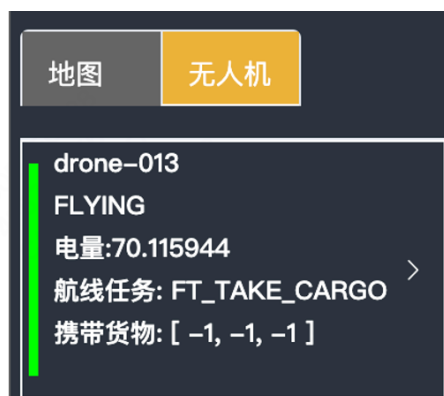 地图 无人机
drone-013
FLYING
电量:70.115944
航线任务: FT_TAKE_CARGO
携带货物: [ -1, -1, -1 ]